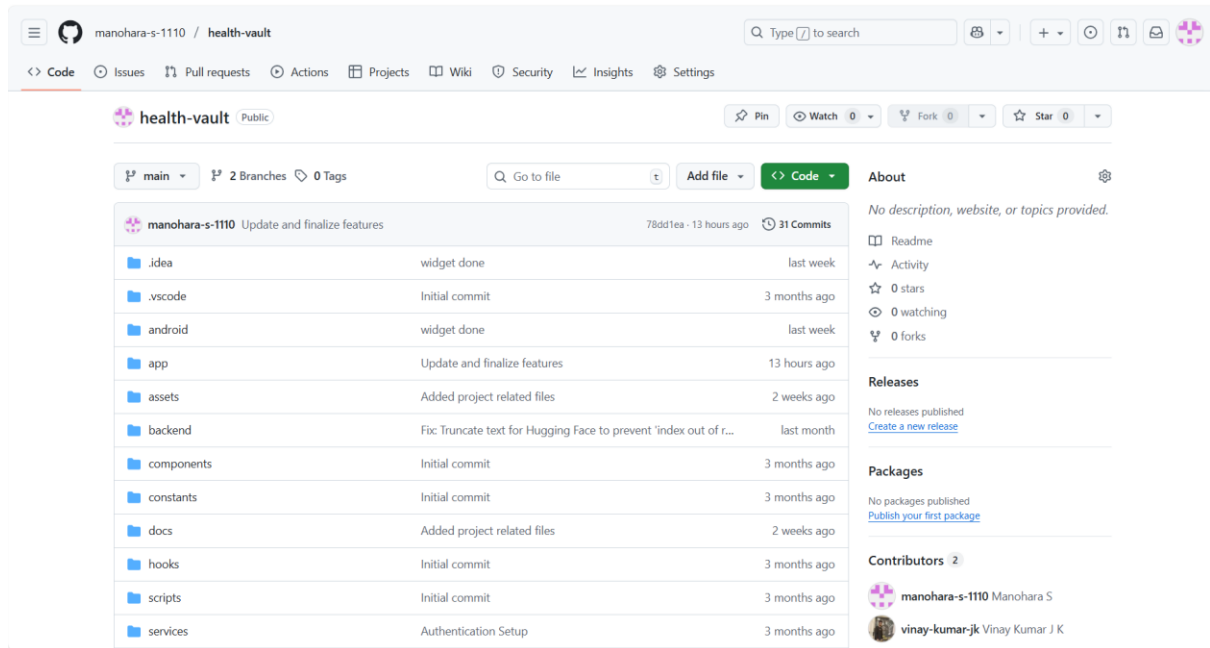 manohara-s-1110 / health-vault
Type / to search
Code Issues Pull requests Actions Projects Wiki Security Insights Settings
health-vault Public
Pin Watch 0 Fork 0 Star 0
main 2 Branches 0 Tags
Go to file t Add file Code
manohara-s-1110 Update and finalize features 78dd1ea · 13 hours ago 31 Commits
.idea widget done last week
.vscode Initial commit 3 months ago
android widget done last week
app Update and finalize features 13 hours ago
assets Added project related files 2 weeks ago
backend Fix: Truncate text for Hugging Face to prevent 'index out of r... last month
components Initial commit 3 months ago
constants Initial commit 3 months ago
docs Added project related files 2 weeks ago
hooks Initial commit 3 months ago
scripts Initial commit 3 months ago
services Authentication Setup 3 months ago
About
No description, website, or topics provided.
Readme
Activity
0 stars
0 watching
0 forks
Releases
No releases published
Create a new release
Packages
No packages published
Publish your first package
Contributors 2
manohara-s-1110 Manohara S
vinay-kumar-jk Vinay Kumar J K